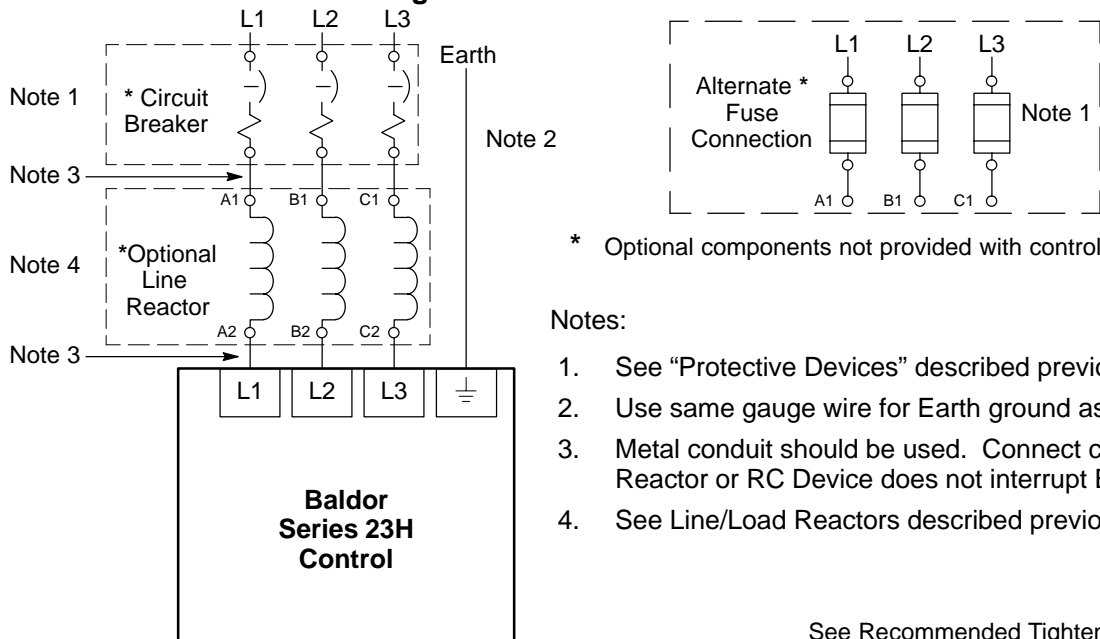 L1 L2 L3
Earth
Note 1
* Circuit
Breaker
Note 2
Note 3
A1 B1 C1
Note 4
*Optional
Line
Reactor
A2 B2 C2
Note 3
L1 L2 L3
Baldor
Series 23H
Control
L1 L2 L3
Alternate *
Fuse
Connection
Note 1
A1 B1 C1
* Optional components not provided with control
Notes:
1. See “Protective Devices” described
2. Use same gauge wire for Earth ground as
3. Metal conduit should be used. Connect
Reactor or RC Device does not interrupt
4. See Line/Load Reactors described
See Recommended